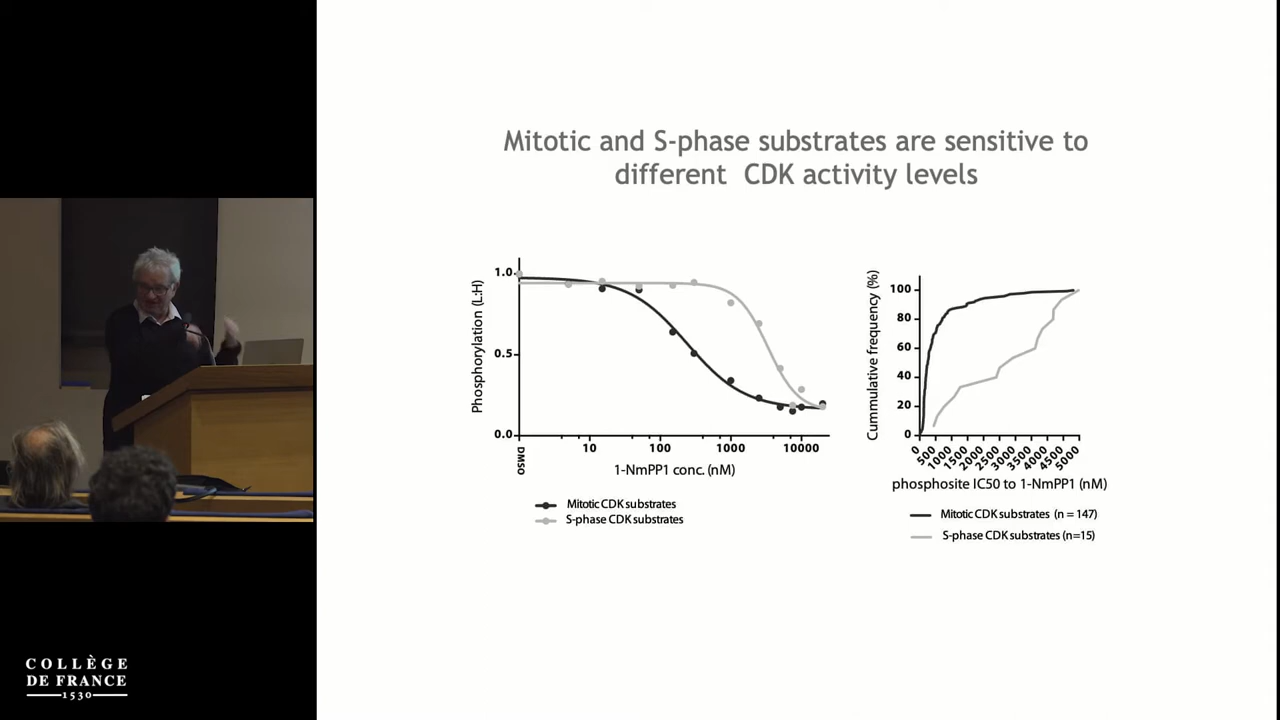 Mitotic and S-phase substrates are sensitive to
different CDK activity levels
Phosphorylation (L:H)
1.0
0.5
0.0
DMSO
10
100
1000
10000
1-NmPP1 conc. (nM)
Mitotic CDK substrates
S-phase CDK substrates
Cummulative frequency (%)
100
80
60
40
20
0
0
500
1000
1500
2000
2500
3000
3500
4000
4500
5000
phosphosite IC50 to 1-NmPP1 (nM)
Mitotic CDK substrates (n = 147)
S-phase CDK substrates (n=15)
COLLÈGE
DE FRANCE
1530